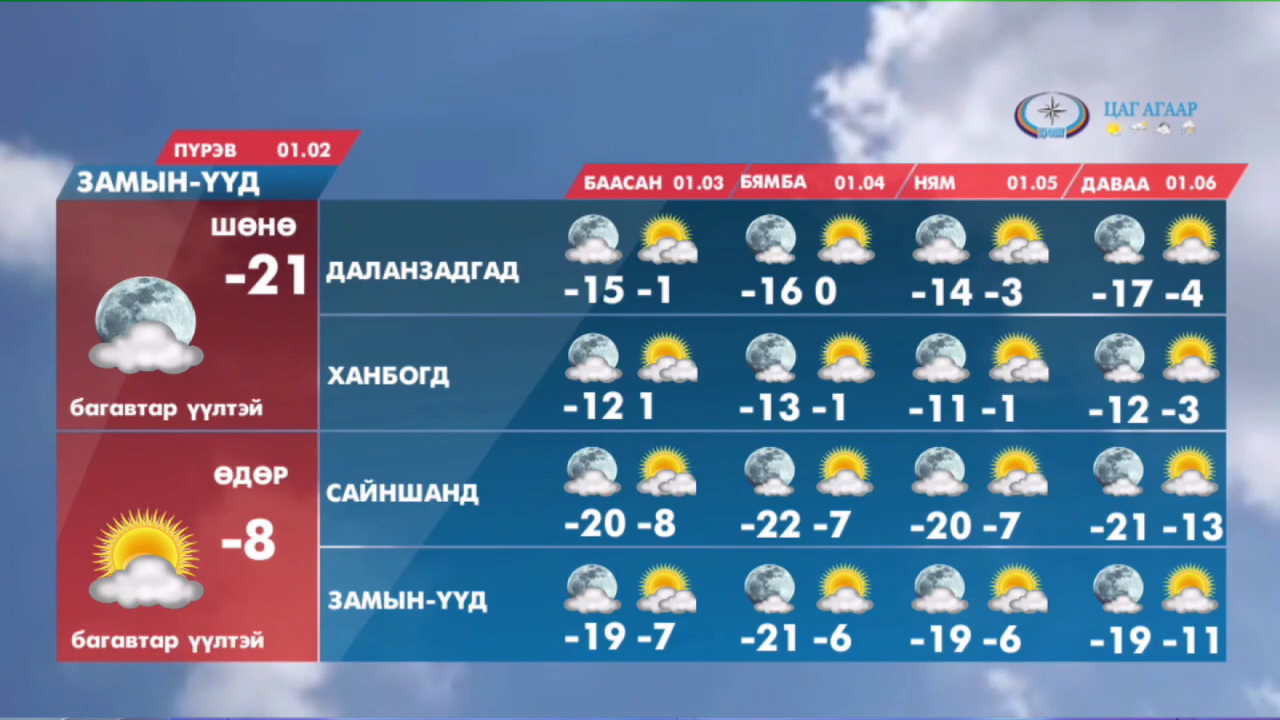 ЦАГ АГААР
ПҮРЭВ 01.02
ЗАМЫН-ҮҮД
ШӨНӨ
-21
багавтар үүлтэй
ӨДӨР
-8
багавтар үүлтэй
БААСАН 01.03 БЯМБА 01.04 НЯМ 01.05 ДАВАА 01.06
ДАЛАНЗАДГАД -15 -1 -16 0 -14 -3 -17 -4
ХАНБОГД -12 1 -13 -1 -11 -1 -12 -3
САЙНШАНД -20 -8 -22 -7 -20 -7 -21 -13
ЗАМЫН-ҮҮД -19 -7 -21 -6 -19 -6 -19 -11